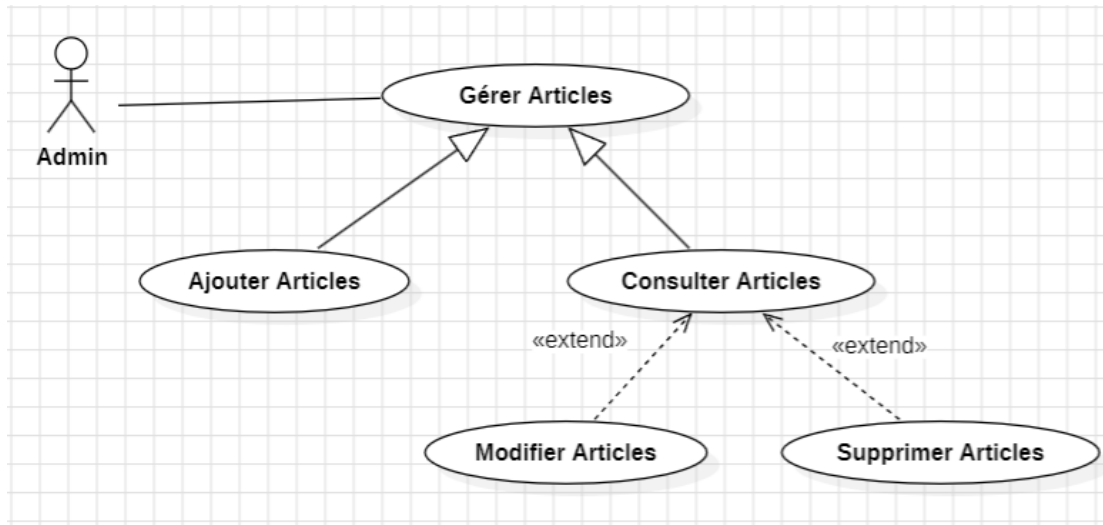 Gérer Articles
Admin
Ajouter Articles
Consulter Articles
«extend»
«extend»
Modifier Articles
Supprimer Articles